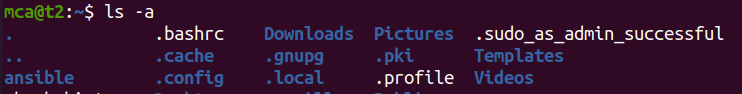 mca@t2:~$ ls -a
. .bashrc Downloads Pictures .sudo_as_admin_successful
.. .cache .gnupg .pki Templates
ansible .config .local .profile Videos